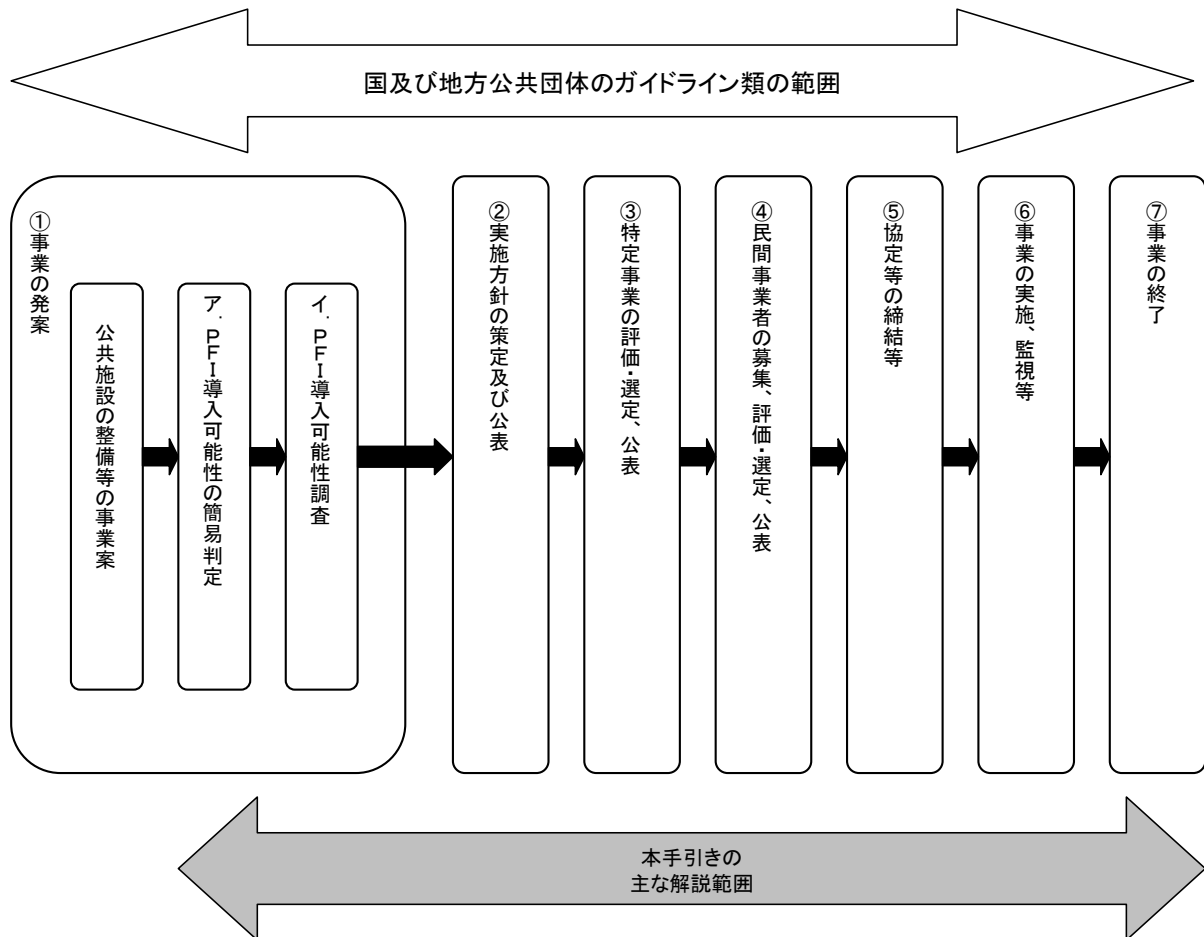 国及び地方公共団体のガイドライン類の範囲
①事業の発案
公共施設の整備等の事業案
ア．ＰＦＩ導入可能性の簡易判定
イ．ＰＦＩ導入可能性調査
②実施方針の策定及び公表
③特定事業の評価・選定、公表
④民間事業者の募集、評価・選定、公表
⑤協定等の締結等
⑥事業の実施、監視等
⑦事業の終了
本手引きの
主な解説範囲